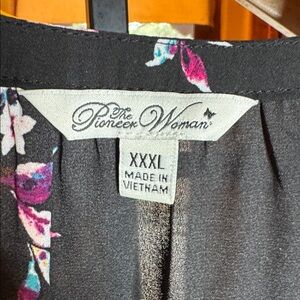 The
Pioneer Woman
XXXL
MADE IN
VIETNAM